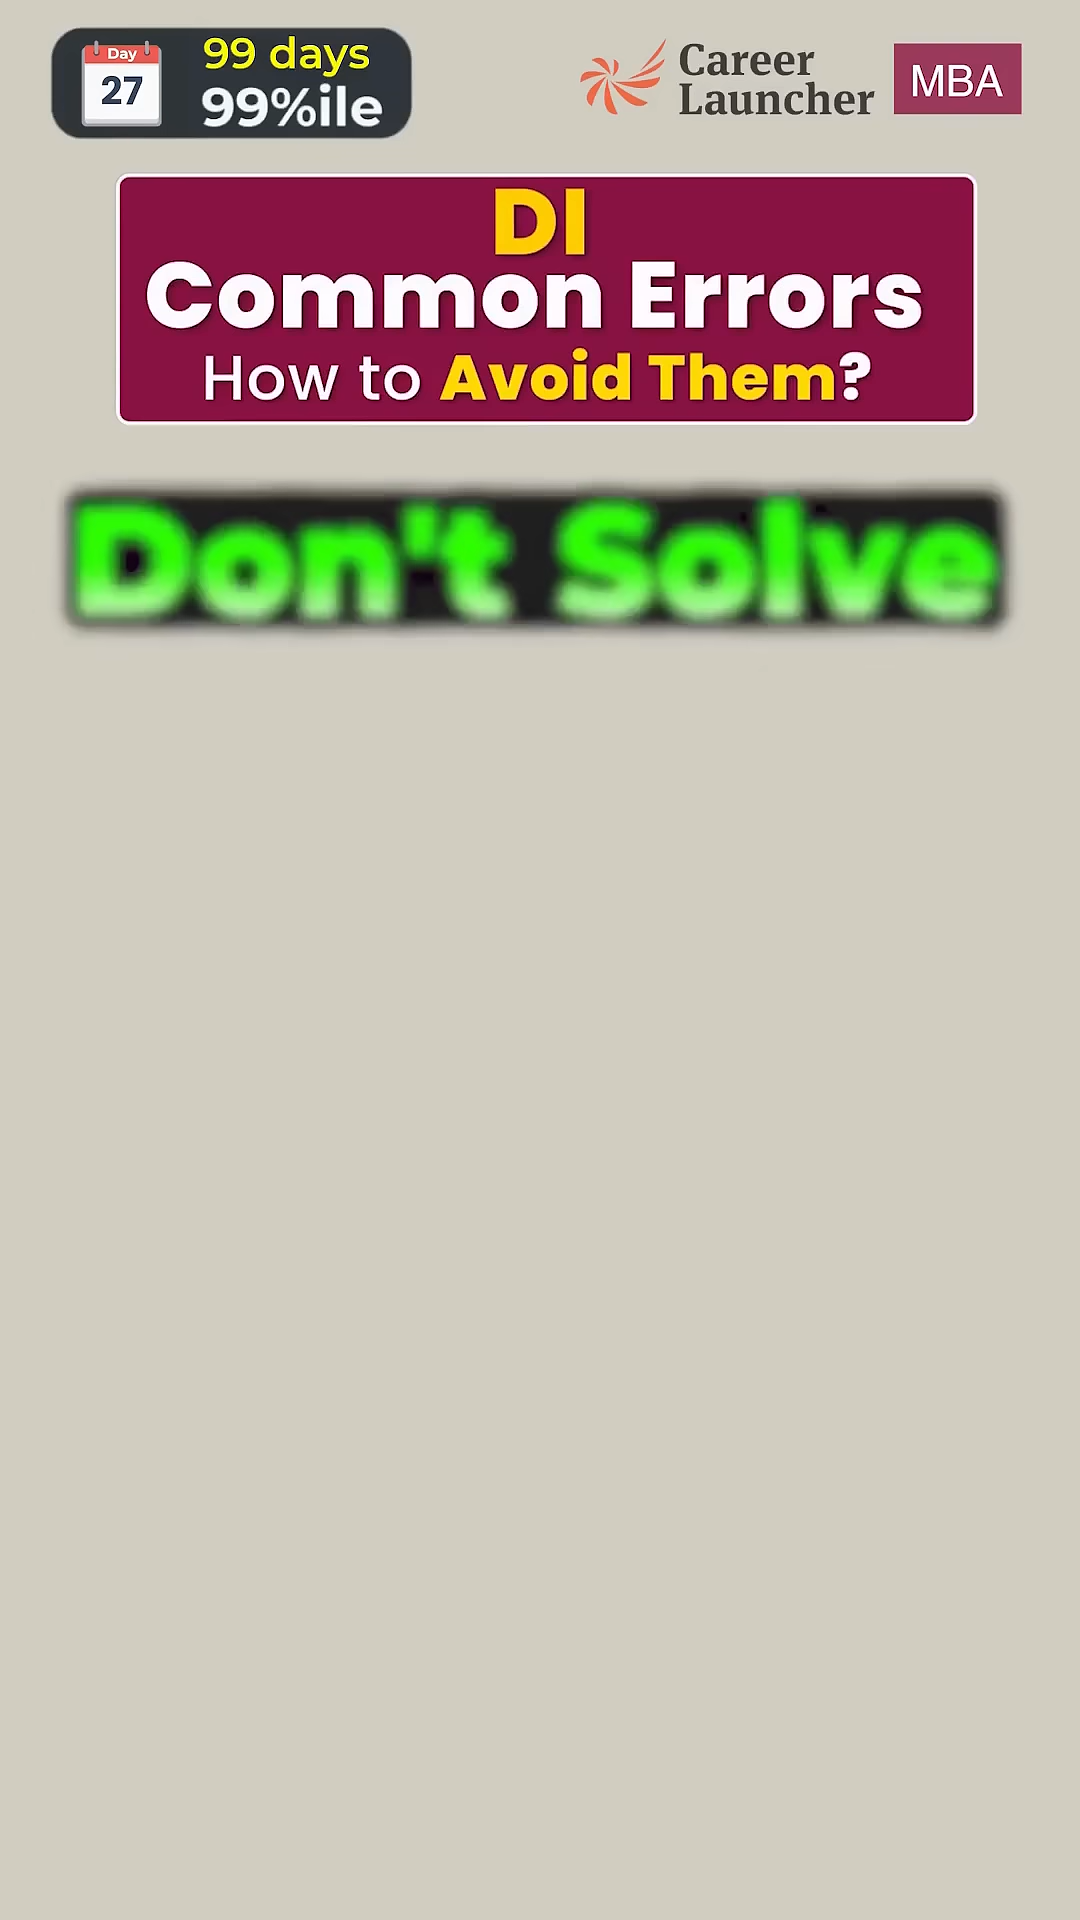 Day
27
99 days
99%ile
Career
Launcher
MBA
DI
Common Errors
How to Avoid Them?
Don't Solve